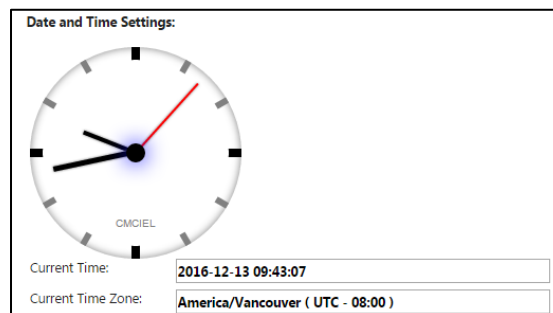 Date and Time Settings:
CMCIEL
Current Time:
2016-12-13 09:43:07
Current Time Zone:
America/Vancouver ( UTC - 08:00 )